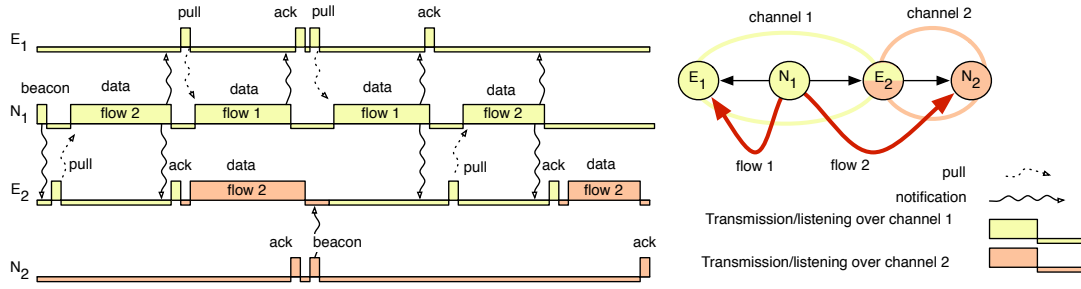 pull
ack
pull
ack
E1
beacon
data
data
data
data
N1
flow 2
flow 1
flow 1
flow 2
pull
ack
data
pull
ack
data
E2
flow 2
flow 2
ack
beacon
ack
N2
channel 1
channel 2
E1
N1
E2
N2
flow 1
flow 2
pull
notification
Transmission/listening over channel 1
Transmission/listening over channel 2